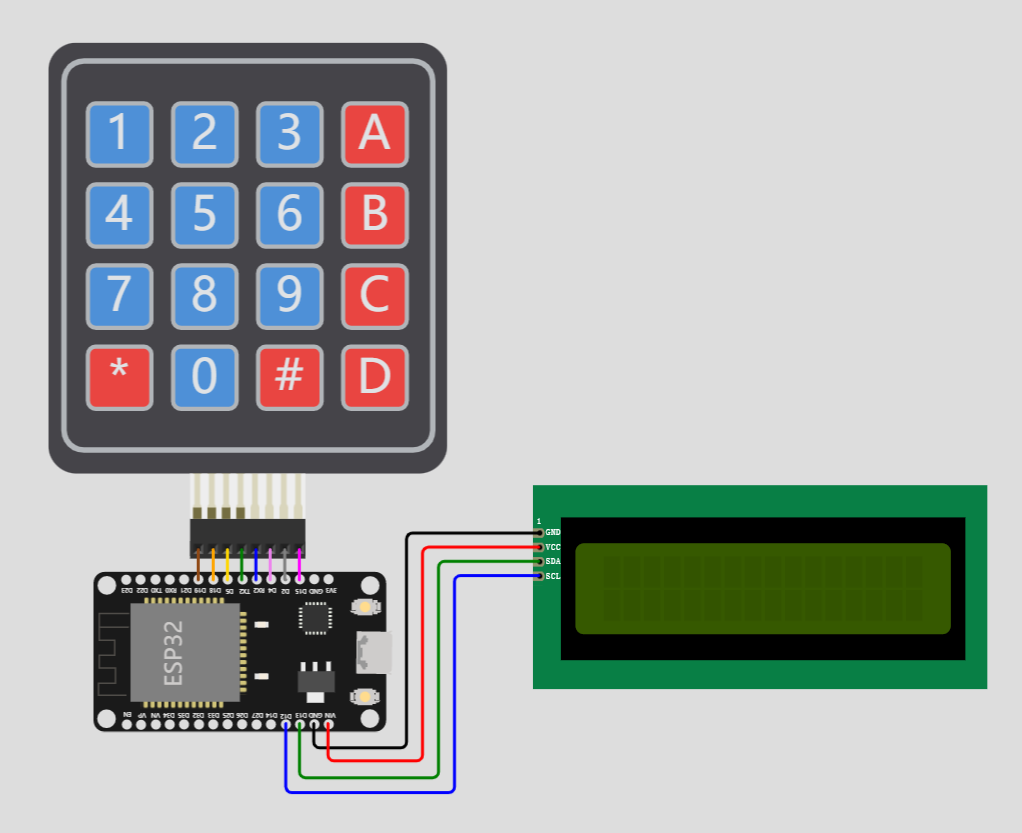 1 2 3 A
4 5 6 B
7 8 9 C
* 0 # D
1
GND
VCC
SDA
SCL
D23 D22 TX0 RX0 D21 D19 D18 D5 TX2 RX2 D4 D2 D15 GND 3V3
ESP32
EN VP VN D34 D35 D32 D33 D25 D26 D27 D14 D12 D13 GND VIN